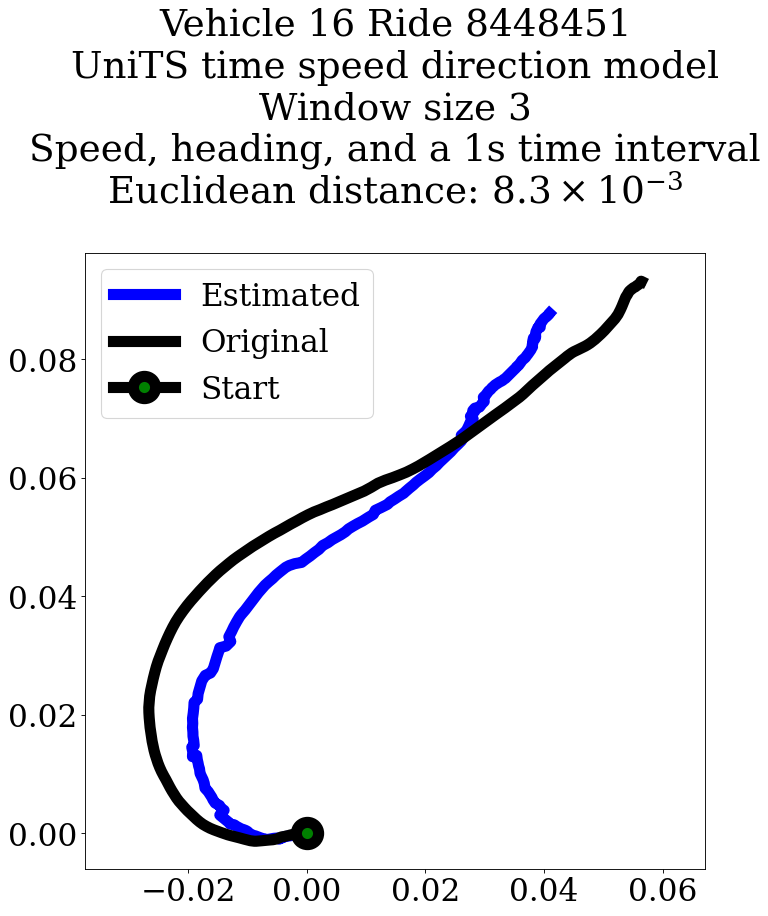 Vehicle 16 Ride 8448451
UniTS time speed direction model
Window size 3
Speed, heading, and a 1s time interval
Euclidean distance: 8.3 × 10⁻³
Estimated
Original
Start
0.08
0.06
0.04
0.02
0.00
−0.02 0.00 0.02 0.04 0.06